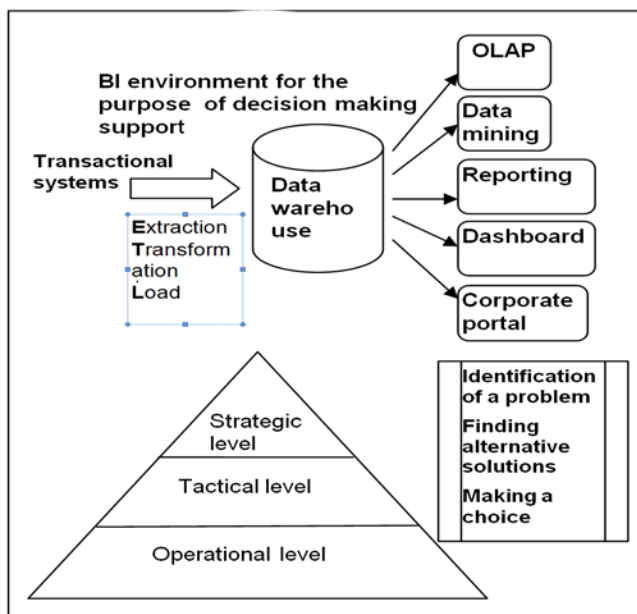 BI environment for the
purpose of decision making
support
Transactional
systems
Extraction
Transform
ation
Load
Data
wareho
use
OLAP
Data
mining
Reporting
Dashboard
Corporate
portal
Strategic
level
Tactical level
Operational level
Identification
of a problem
Finding
alternative
solutions
Making a
choice